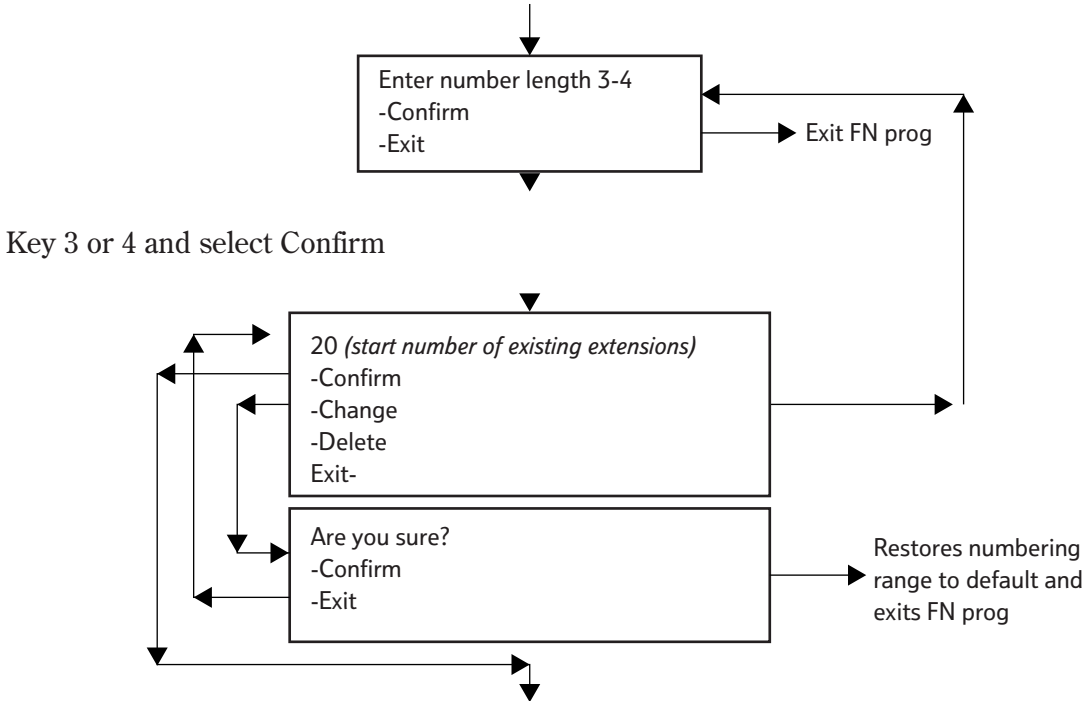 Enter number length 3-4
-Confirm
-Exit
Exit FN prog
Key 3 or 4 and select Confirm
20 (start number of existing extensions)
-Confirm
-Change
-Delete
Exit-
Are you sure?
-Confirm
-Exit
Restores numbering
range to default and
exits FN prog